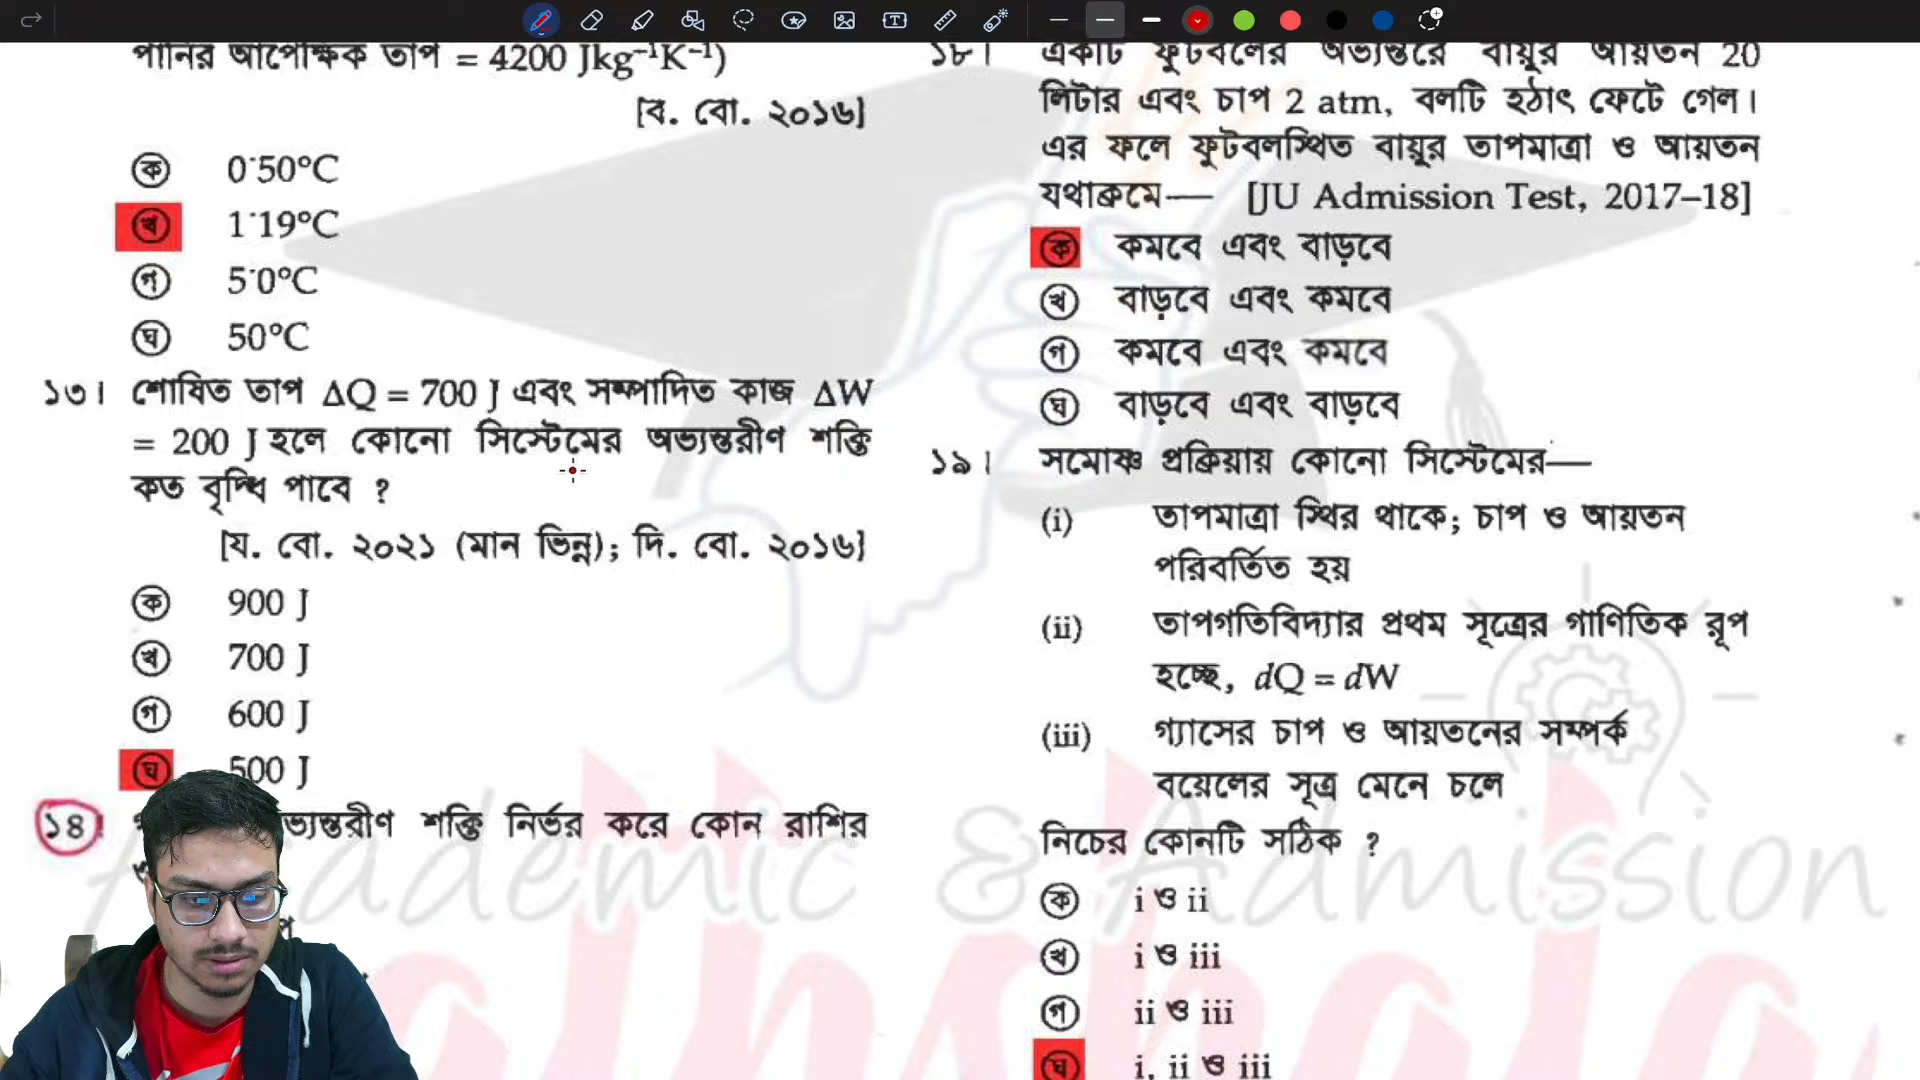 পানির আপেক্ষিক তাপ = 4200 Jkg⁻¹K⁻¹)
[ব. বো. ২০১৬]
ক 0·50°C
খ 1·19°C
গ 5·0°C
ঘ 50°C
১৩। শোষিত তাপ ΔQ = 700 J এবং সম্পাদিত কাজ ΔW
= 200 J হলে কোনো সিস্টেমের অভ্যন্তরীণ শক্তি
কত বৃদ্ধি পাবে ?
[য. বো. ২০২১ (মান ভিন্ন); দি. বো. ২০১৬]
ক 900 J
খ 700 J
গ 600 J
ঘ 500 J
১৪। ভ্যন্তরীণ শক্তি নির্ভর করে কোন রাশির
১৮। একটি ফুটবলের অভ্যন্তরে বায়ুর আয়তন 20
লিটার এবং চাপ 2 atm, বলটি হঠাৎ ফেটে গেল।
এর ফলে ফুটবলস্থিত বায়ুর তাপমাত্রা ও আয়তন
যথাক্রমে— [JU Admission Test, 2017–18]
ক কমবে এবং বাড়বে
খ বাড়বে এবং কমবে
গ কমবে এবং কমবে
ঘ বাড়বে এবং বাড়বে
১৯। সমোষ্ণ প্রক্রিয়ায় কোনো সিস্টেমের—
(i) তাপমাত্রা স্থির থাকে; চাপ ও আয়তন
পরিবর্তিত হয়
(ii) তাপগতিবিদ্যার প্রথম সূত্রের গাণিতিক রূপ
হচ্ছে, dQ = dW
(iii) গ্যাসের চাপ ও আয়তনের সম্পর্ক
বয়েলের সূত্র মেনে চলে
নিচের কোনটি সঠিক ?
ক i ও ii
খ i ও iii
গ ii ও iii
ঘ i, ii ও iii
Academic & Admission